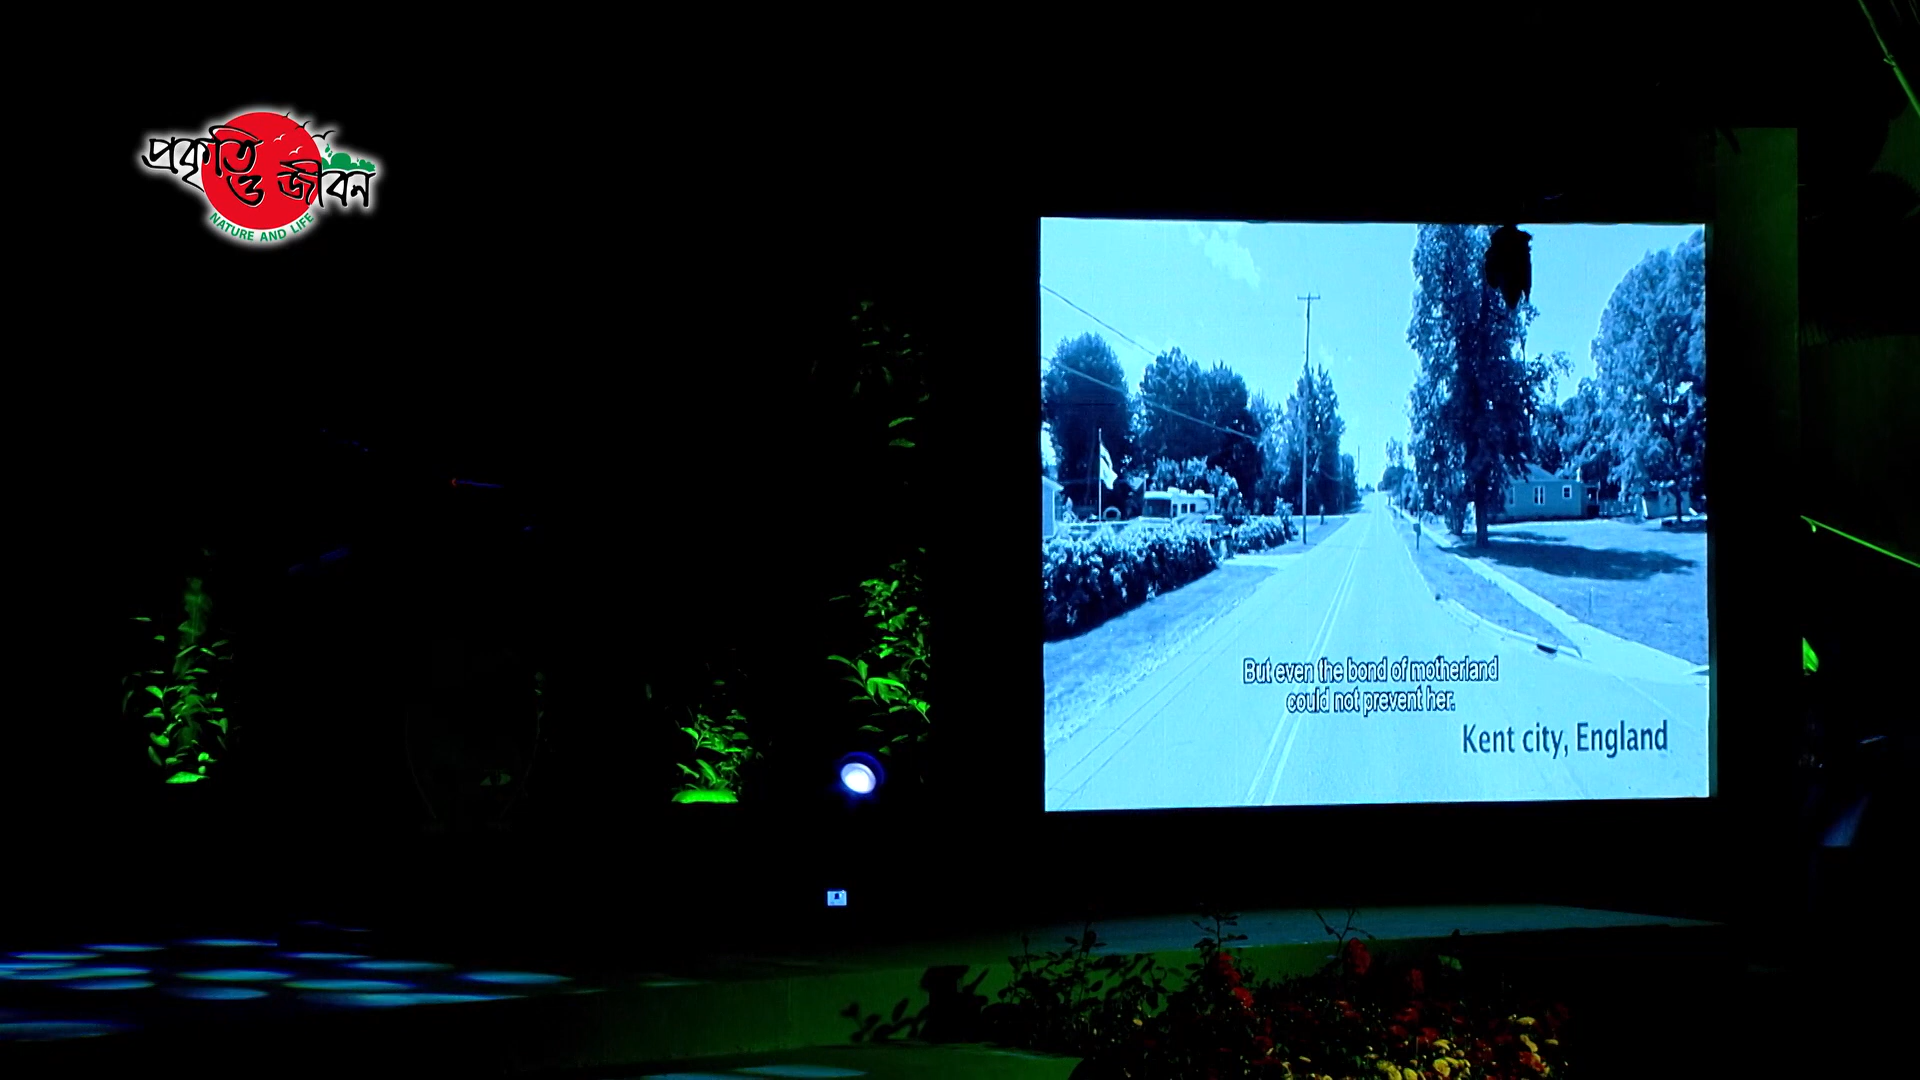 প্রকৃতি
ও জীবন
NATURE AND LIFE
But even the bond of motherland
could not prevent her.
Kent city, England